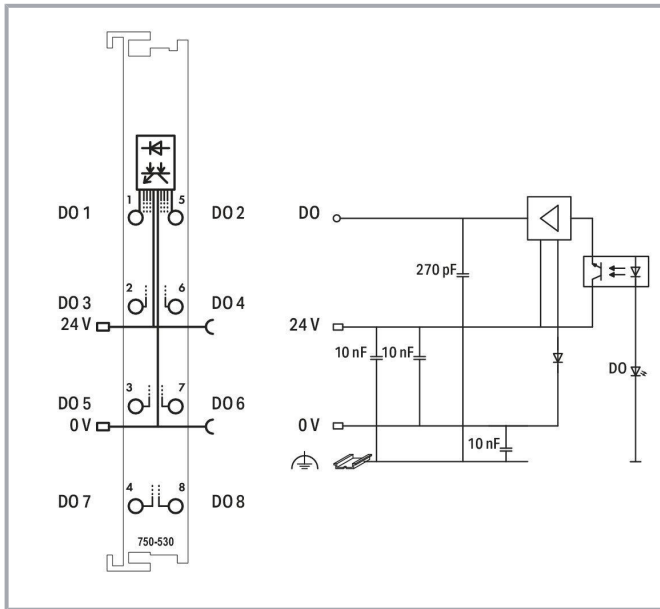 1 5
DO 1 DO 2
2 6
DO 3 DO 4
24 V
3 7
DO 5 DO 6
0 V
4 8
DO 7 DO 8
750-530
DO
270 pF
24 V
10 nF 10 nF
DO
0 V
10 nF